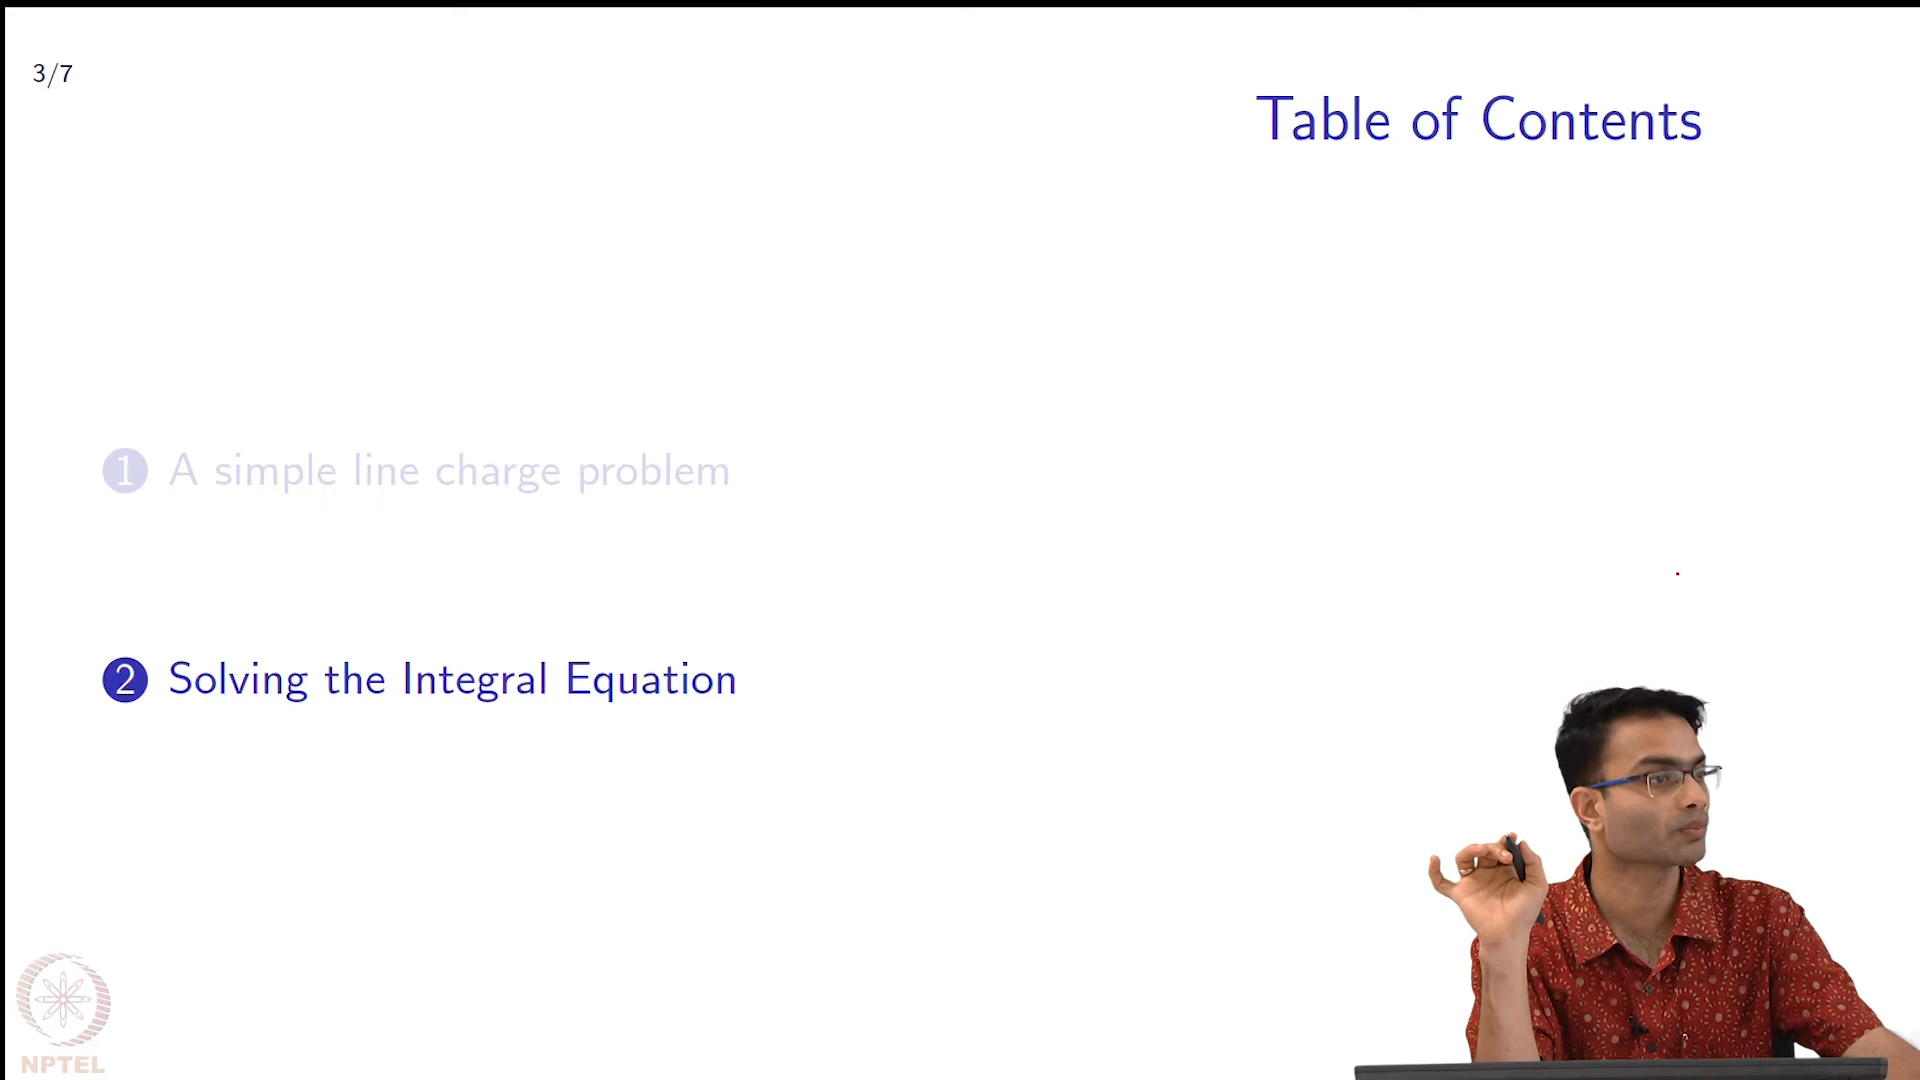 3/7
Table of Contents
1 A simple line charge problem
2 Solving the Integral Equation
NPTEL